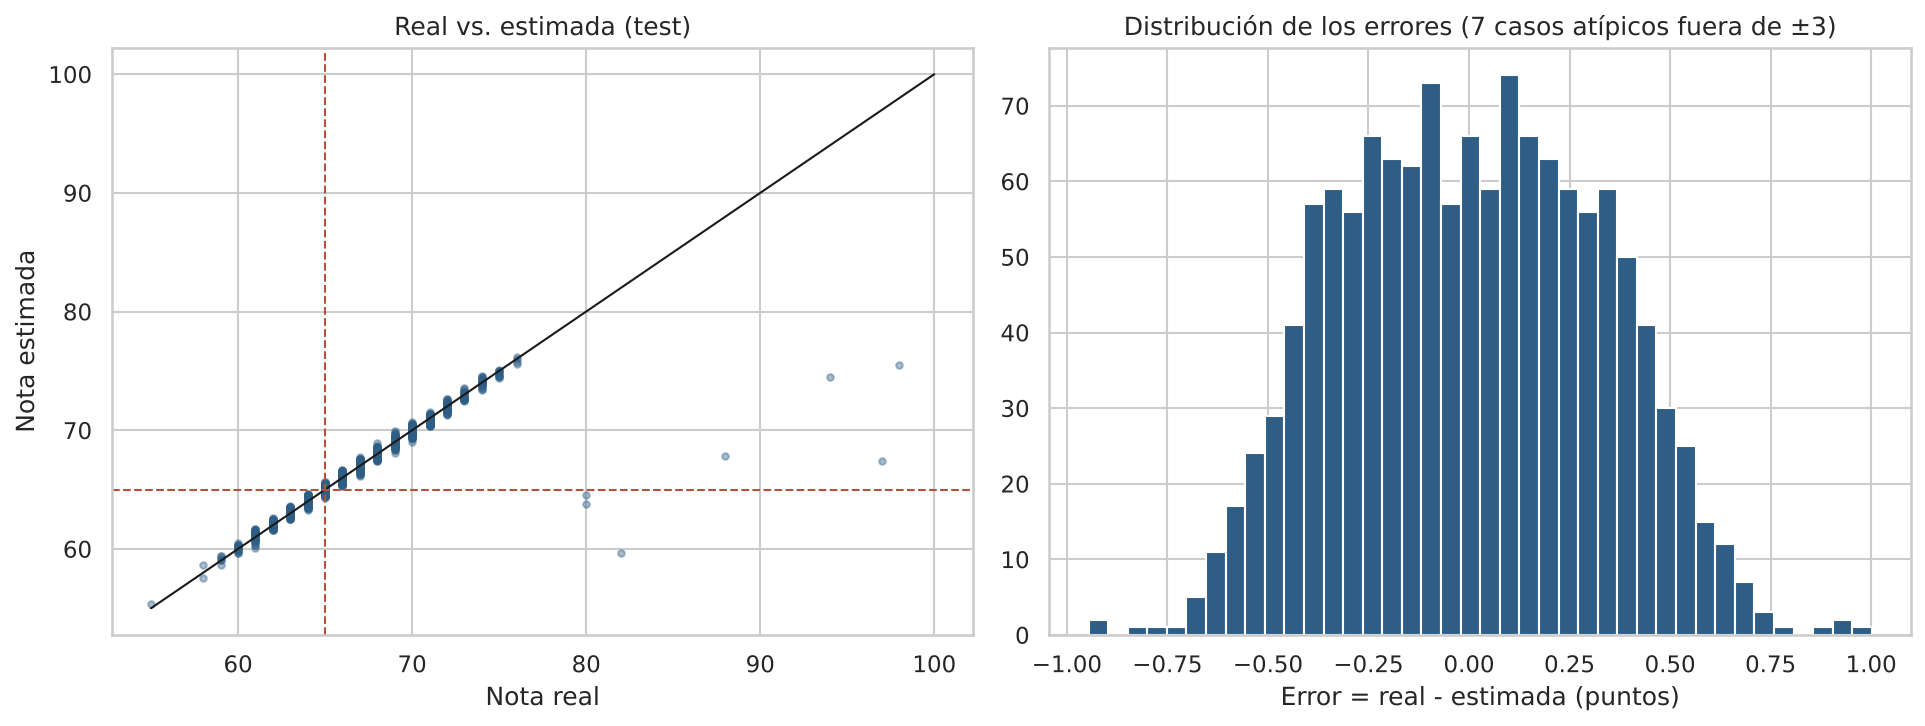 Real vs. estimada (test)
100
90
80
70
60
60 70 80 90 100
Nota estimada
Nota real
Distribución de los errores (7 casos atípicos fuera de ±3)
70
60
50
40
30
20
10
0
−1.00 −0.75 −0.50 −0.25 0.00 0.25 0.50 0.75 1.00
Error = real - estimada (puntos)